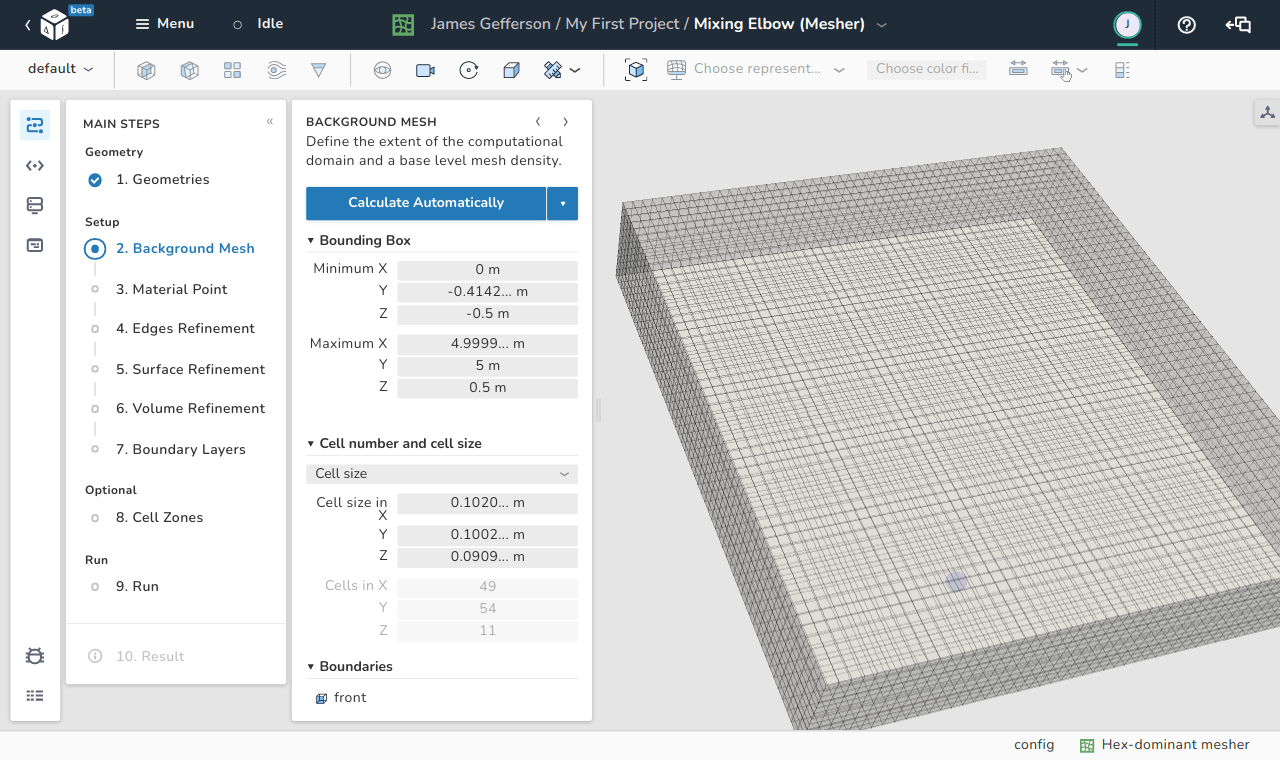 beta
Menu
Idle
James Gefferson / My First Project / Mixing Elbow (Mesher)
J
default
Choose represent...
Choose color fi...
MAIN STEPS
Geometry
1. Geometries
Setup
2. Background Mesh
3. Material Point
4. Edges Refinement
5. Surface Refinement
6. Volume Refinement
7. Boundary Layers
Optional
8. Cell Zones
Run
9. Run
10. Result
BACKGROUND MESH
Define the extent of the computational
domain and a base level mesh density.
Calculate Automatically
Bounding Box
Minimum X 0 m
Y -0.4142... m
Z -0.5 m
Maximum X 4.9999... m
Y 5 m
Z 0.5 m
Cell number and cell size
Cell size
Cell size in X 0.1020... m
Y 0.1002... m
Z 0.0909... m
Cells in X 49
Y 54
Z 11
Boundaries
front
config
Hex-dominant mesher